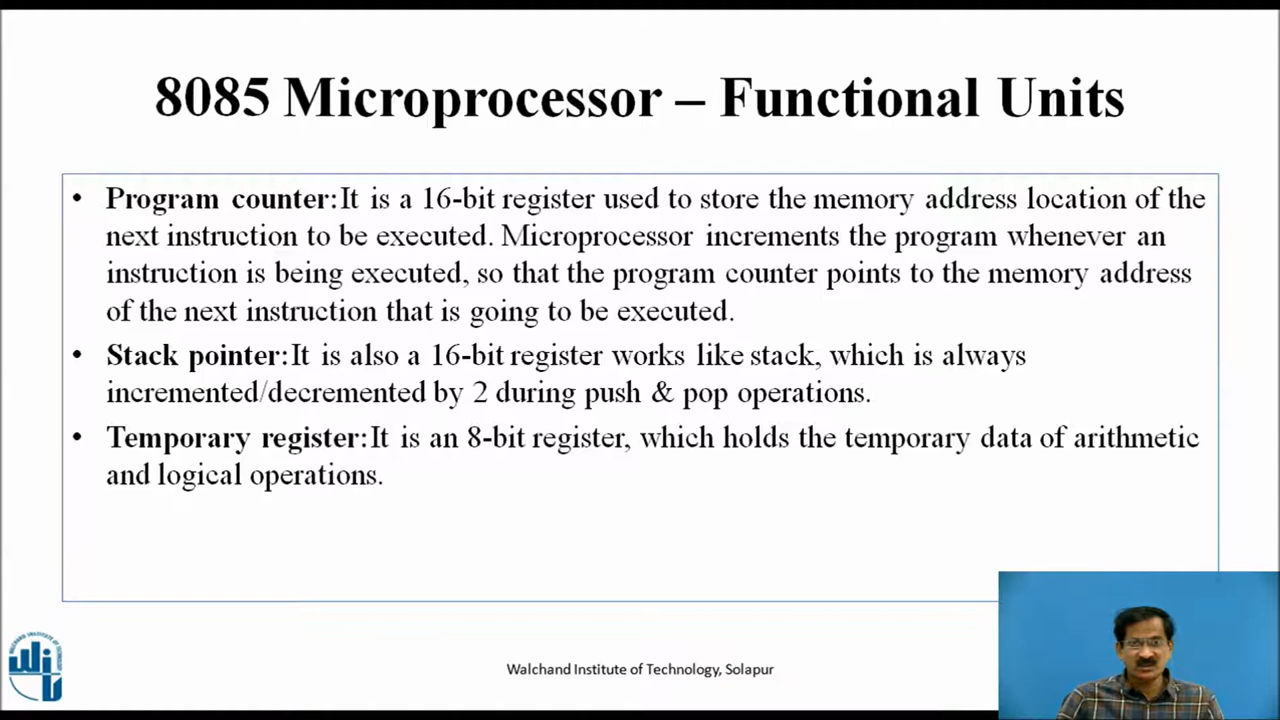 8085 Microprocessor – Functional Units
• Program counter:It is a 16-bit register used to store the memory address location of the
next instruction to be executed. Microprocessor increments the program whenever an
instruction is being executed, so that the program counter points to the memory address
of the next instruction that is going to be executed.
• Stack pointer:It is also a 16-bit register works like stack, which is always
incremented/decremented by 2 during push & pop operations.
• Temporary register:It is an 8-bit register, which holds the temporary data of arithmetic
and logical operations.
WALCHAND INSTITUTE OF TECHNOLOGY
WIT
Walchand Institute of Technology, Solapur